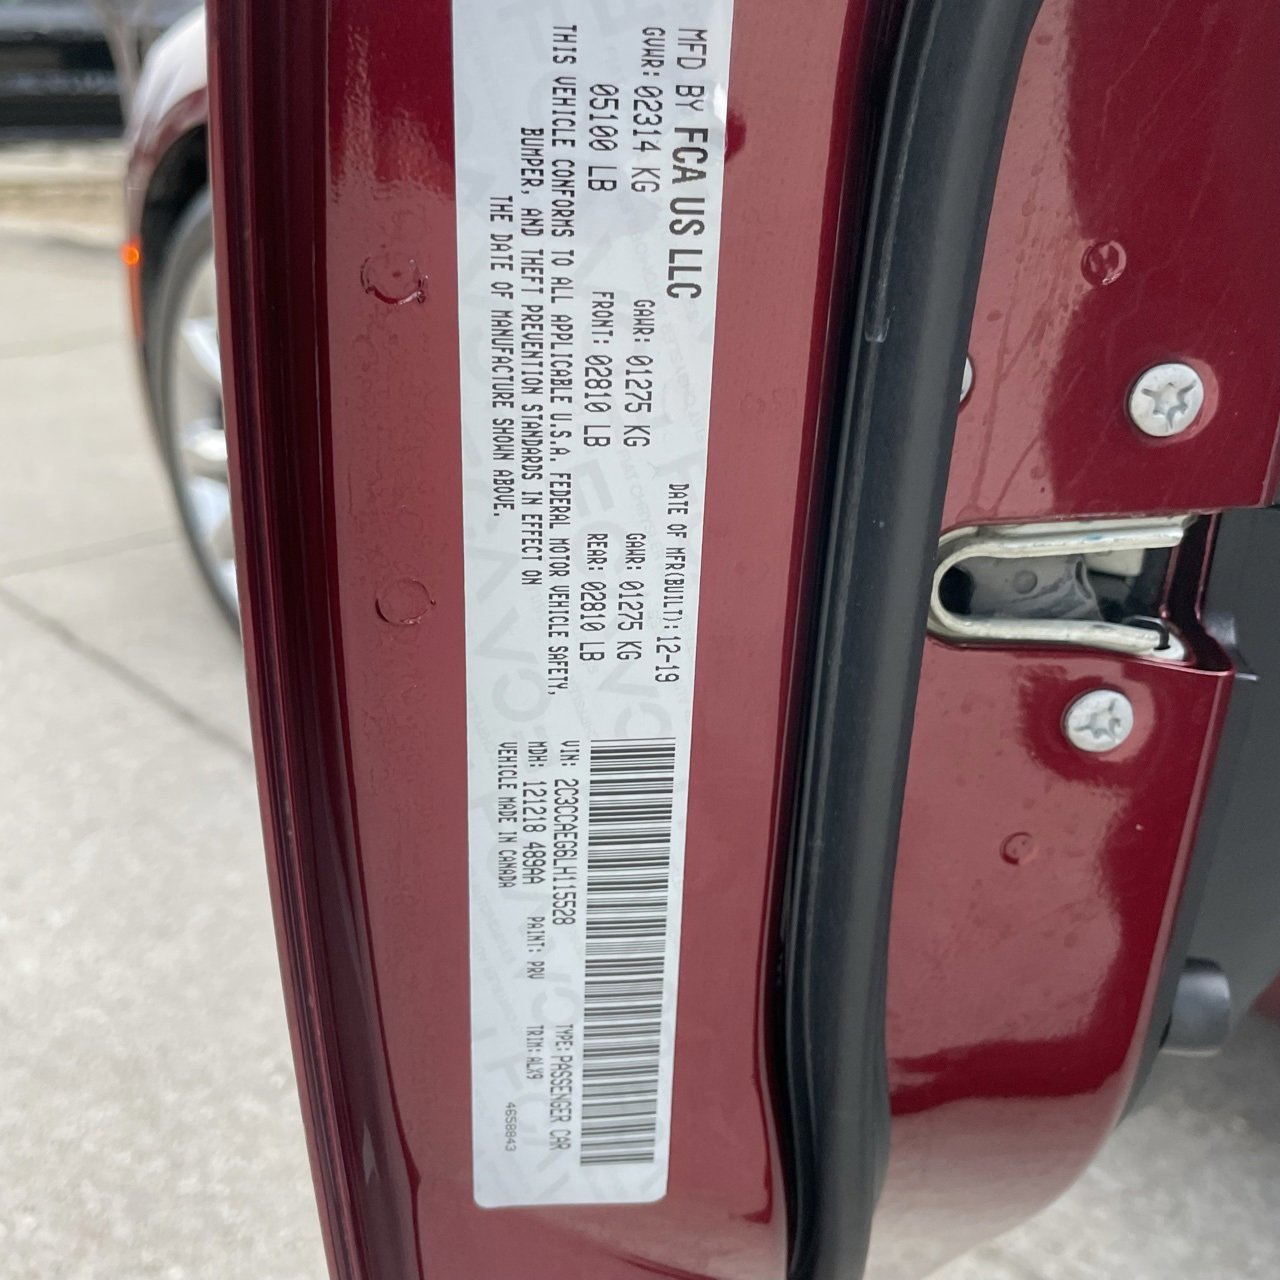 MFD BY FCA US LLC
DATE OF MFR(BUILT): 12-19
GVWR: 02314 KG
GAWR: 01275 KG
GAWR: 01275 KG
05100 LB
FRONT: 02810 LB
REAR: 02810 LB
THIS VEHICLE CONFORMS TO ALL APPLICABLE U.S.A. FEDERAL MOTOR VEHICLE SAFETY,
BUMPER, AND THEFT PREVENTION STANDARDS IN EFFECT ON
THE DATE OF MANUFACTURE SHOWN ABOVE.
VIN: 2C3CCAEG6LH115528
TYPE: PASSENGER CAR
MDH: 121218 489AA
PAINT: PRV
TRIM: ALX9
VEHICLE MADE IN CANADA
4658843